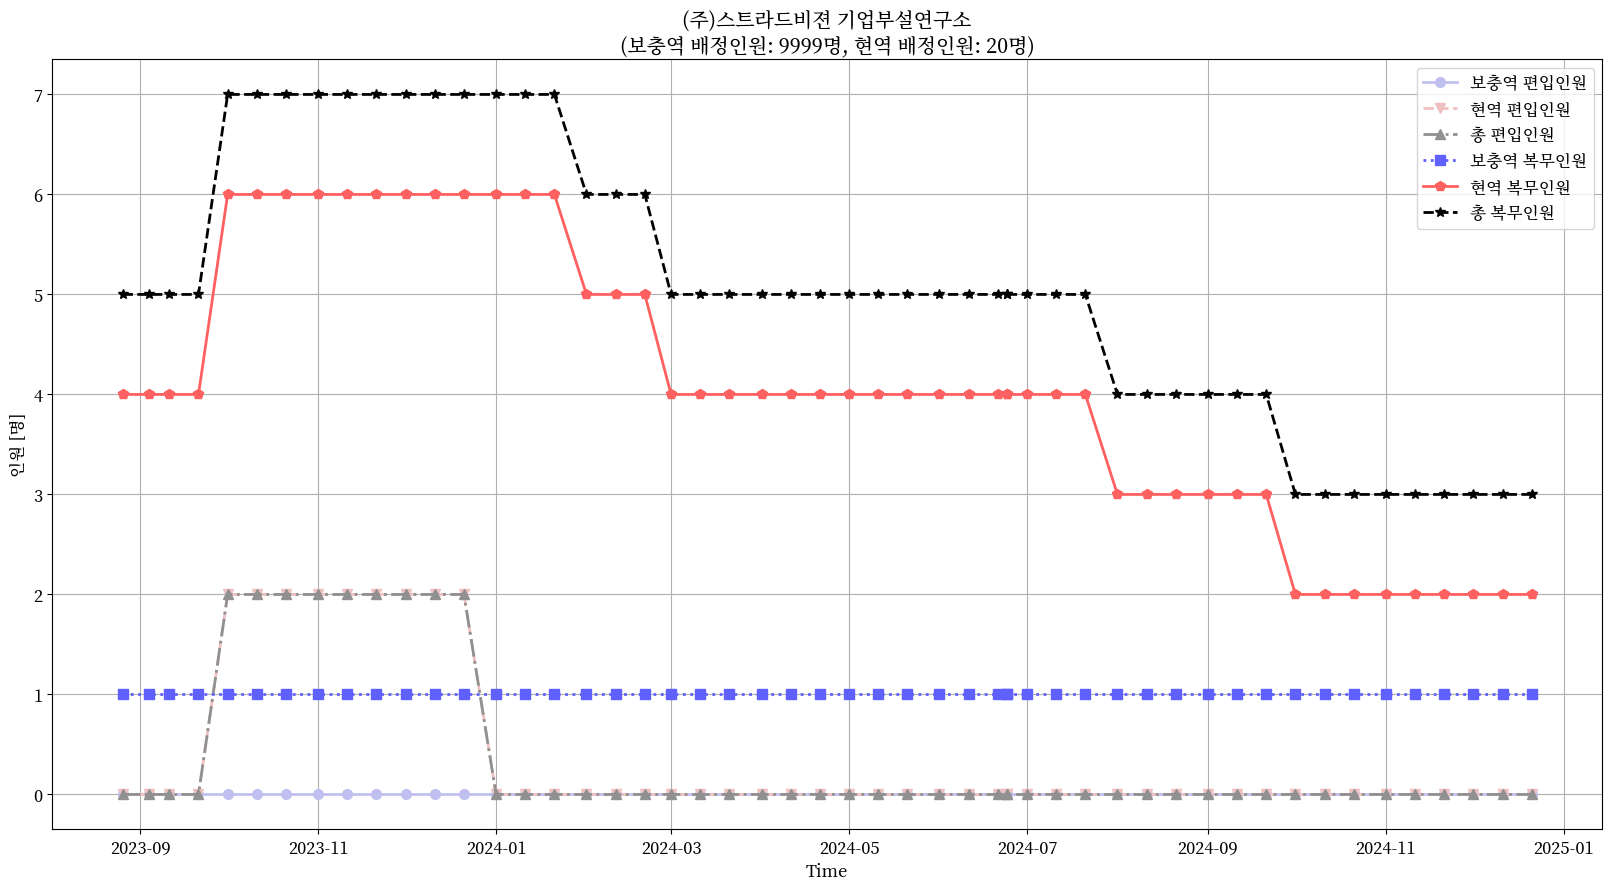 (주)스트라드비젼 기업부설연구소
(보충역 배정인원: 9999명, 현역 배정인원: 20명)
보충역 편입인원
현역 편입인원
총 편입인원
보충역 복무인원
현역 복무인원
총 복무인원
인원 [명]
7
6
5
4
3
2
1
0
2023-09
2023-11
2024-01
2024-03
2024-05
2024-07
2024-09
2024-11
2025-01
Time